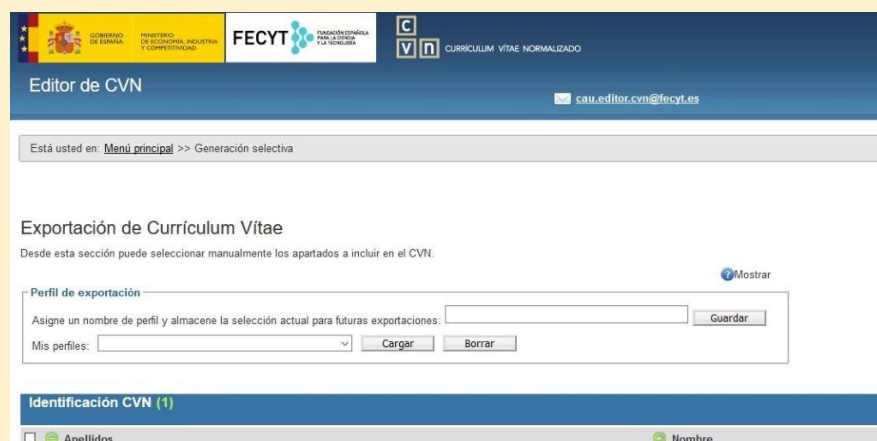 GOBIERNO
DE ESPAÑA
MINISTERIO
DE ECONOMÍA, INDUSTRIA
Y COMPETITIVIDAD
FECYT
FUNDACIÓN ESPAÑOLA
PARA LA CIENCIA
Y LA TECNOLOGÍA
C
V n CURRÍCULUM VÍTAE NORMALIZADO
Editor de CVN
cau.editor.cvn@fecyt.es
Está usted en: Menú principal >> Generación selectiva
Exportación de Currículum Vítae
Desde esta sección puede seleccionar manualmente los apartados a incluir en el CVN.
?Mostrar
Perfil de exportación
Asigne un nombre de perfil y almacene la selección actual para futuras exportaciones: Guardar
Mis perfiles: Cargar Borrar
Identificación CVN (1)
Apellidos Nombre